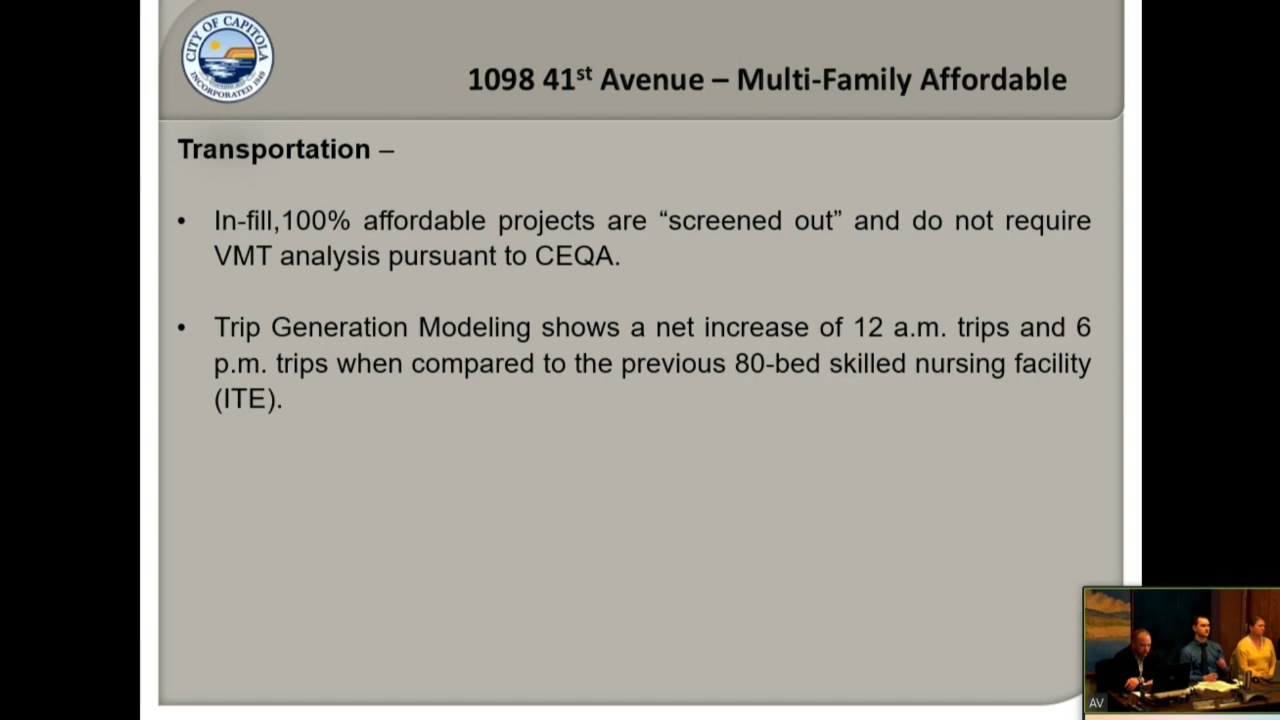 CITY OF CAPITOLA
INCORPORATED 1949
1098 41st Avenue – Multi-Family Affordable
Transportation –
• In-fill,100% affordable projects are “screened out” and do not require
VMT analysis pursuant to CEQA.
• Trip Generation Modeling shows a net increase of 12 a.m. trips and 6
p.m. trips when compared to the previous 80-bed skilled nursing facility
(ITE).
AV